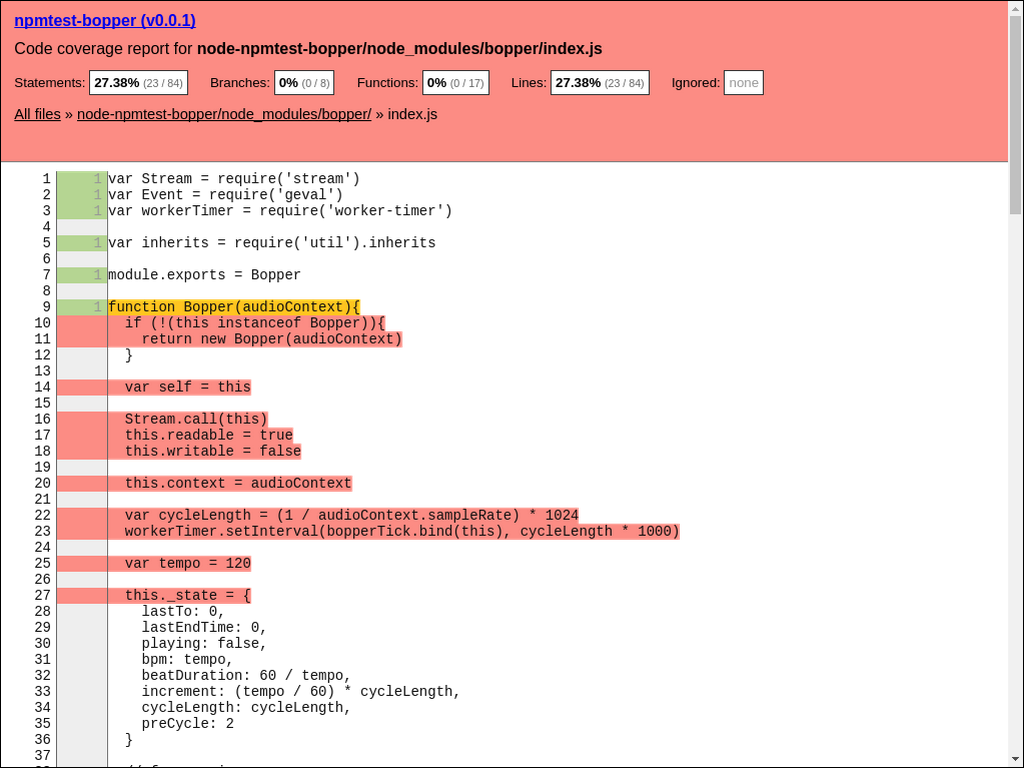 npmtest-bopper (v0.0.1)
Code coverage report for node-npmtest-bopper/node_modules/bopper/index.js
Statements: 27.38% (23 / 84) Branches: 0% (0 / 8) Functions: 0% (0 / 17) Lines: 27.38% (23 / 84) Ignored: none
All files » node-npmtest-bopper/node_modules/bopper/ » index.js
1 1 var Stream = require('stream')
2 1 var Event = require('geval')
3 1 var workerTimer = require('worker-timer')
4
5 1 var inherits = require('util').inherits
6
7 1 module.exports = Bopper
8
9 1 function Bopper(audioContext){
10 if (!(this instanceof Bopper)){
11 return new Bopper(audioContext)
12 }
13
14 var self = this
15
16 Stream.call(this)
17 this.readable = true
18 this.writable = false
19
20 this.context = audioContext
21
22 var cycleLength = (1 / audioContext.sampleRate) * 1024
23 workerTimer.setInterval(bopperTick.bind(this), cycleLength * 1000)
24
25 var tempo = 120
26
27 this._state = {
28 lastTo: 0,
29 lastEndTime: 0,
30 playing: false,
31 bpm: tempo,
32 beatDuration: 60 / tempo,
33 increment: (tempo / 60) * cycleLength,
34 cycleLength: cycleLength,
35 preCycle: 2
36 }
37